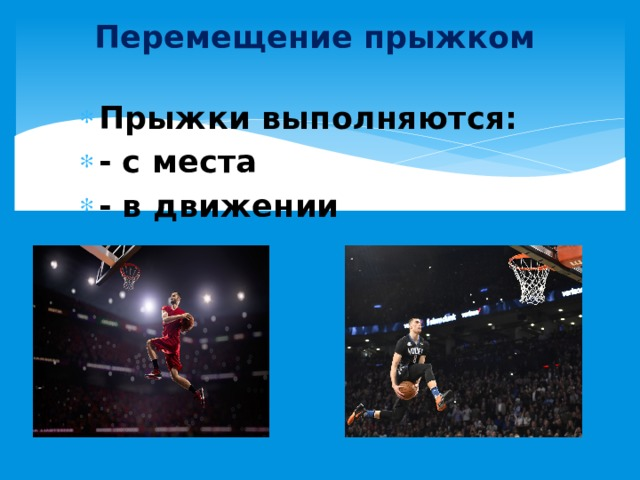 Перемещение прыжком
Прыжки выполняются:
- с места
- в движении